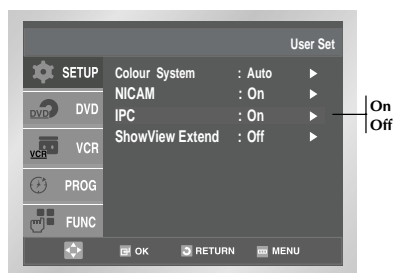 User Set
SETUP
DVD
DVD
VCR
VCR
PROG
FUNC
Colour System : Auto ►
NICAM : On ►
IPC : On ►
ShowView Extend : Off ►
On
Off
OK RETURN MENU